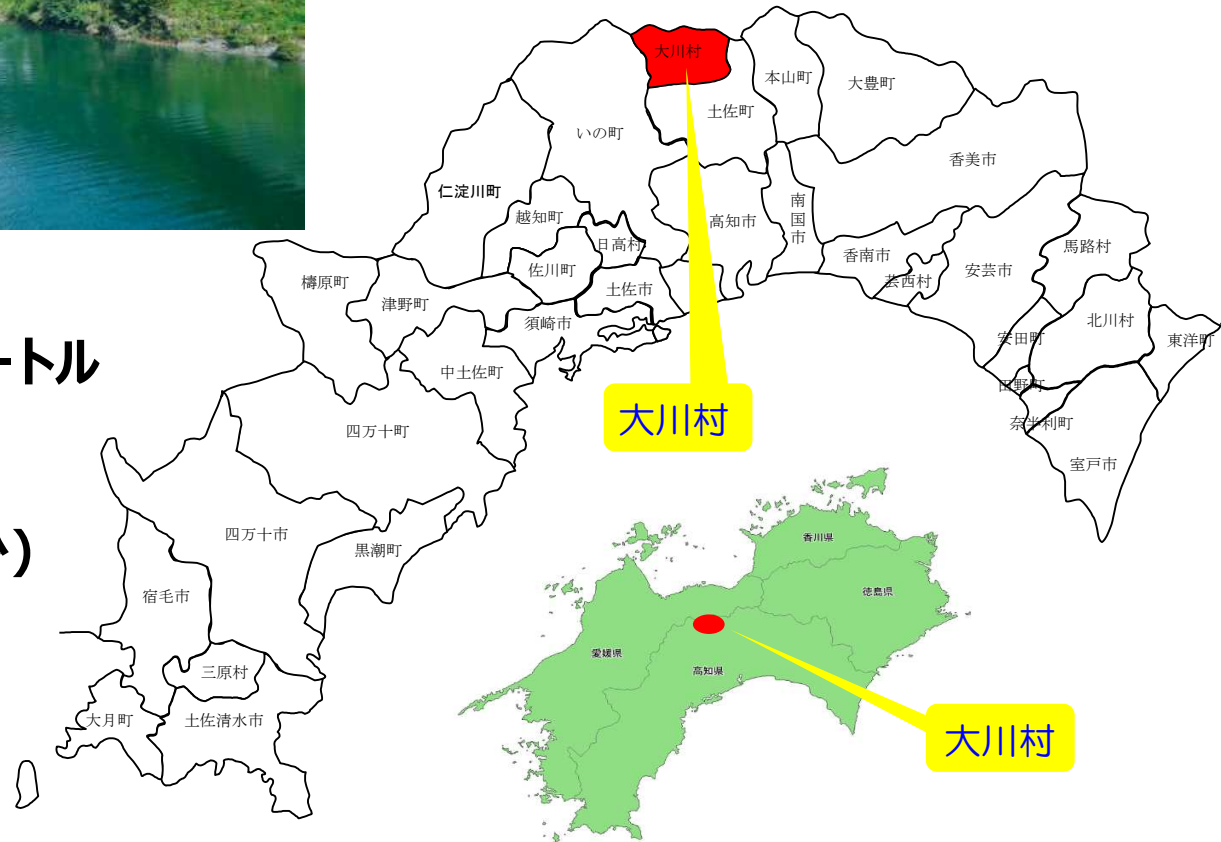 大川村
本山町
大豊町
土佐町
いの町
香美市
仁淀川町
越知町
高知市
南国市
日高村
馬路村
香南市
佐川町
安芸市
檮原町
芸西村
津野町
土佐市
北川村
須崎市
安田町
東洋町
ートル
中土佐町
田野町
大川村
奈半利町
四万十町
室戸市
四万十市
香川県
黒潮町
い)
宿毛市
徳島県
愛媛県
三原村
高知県
大月町
土佐清水市
大川村